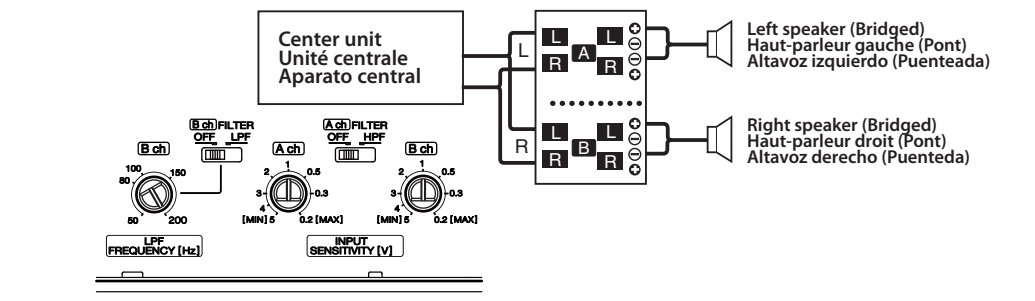 Center unit
Unité centrale
Aparato central
L
R
L
R
A
L
R
L
R
B
L
R
Left speaker (Bridged)
Haut-parleur gauche (Pont)
Altavoz izquierdo (Puenteada)
Right speaker (Bridged)
Haut-parleur droit (Pont)
Altavoz derecho (Puenteda)
B ch FILTER
OFF LPF
A ch FILTER
OFF HPF
B ch
50 80 100 150 200
LPF
FREQUENCY [Hz]
A ch
[MIN] 5 4 3 2 1 0.5 0.3 0.2 [MAX]
B ch
[MIN] 5 4 3 2 1 0.5 0.3 0.2 [MAX]
INPUT
SENSITIVITY [V]